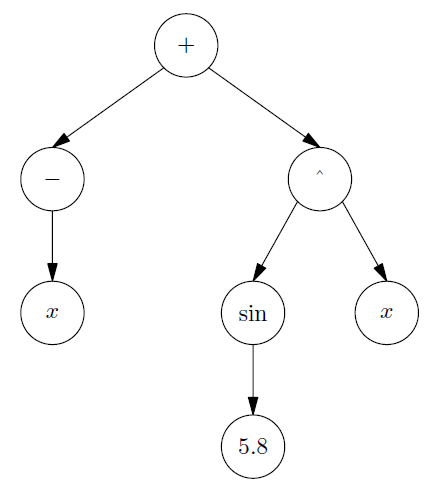 +
− ^
x sin x
5.8